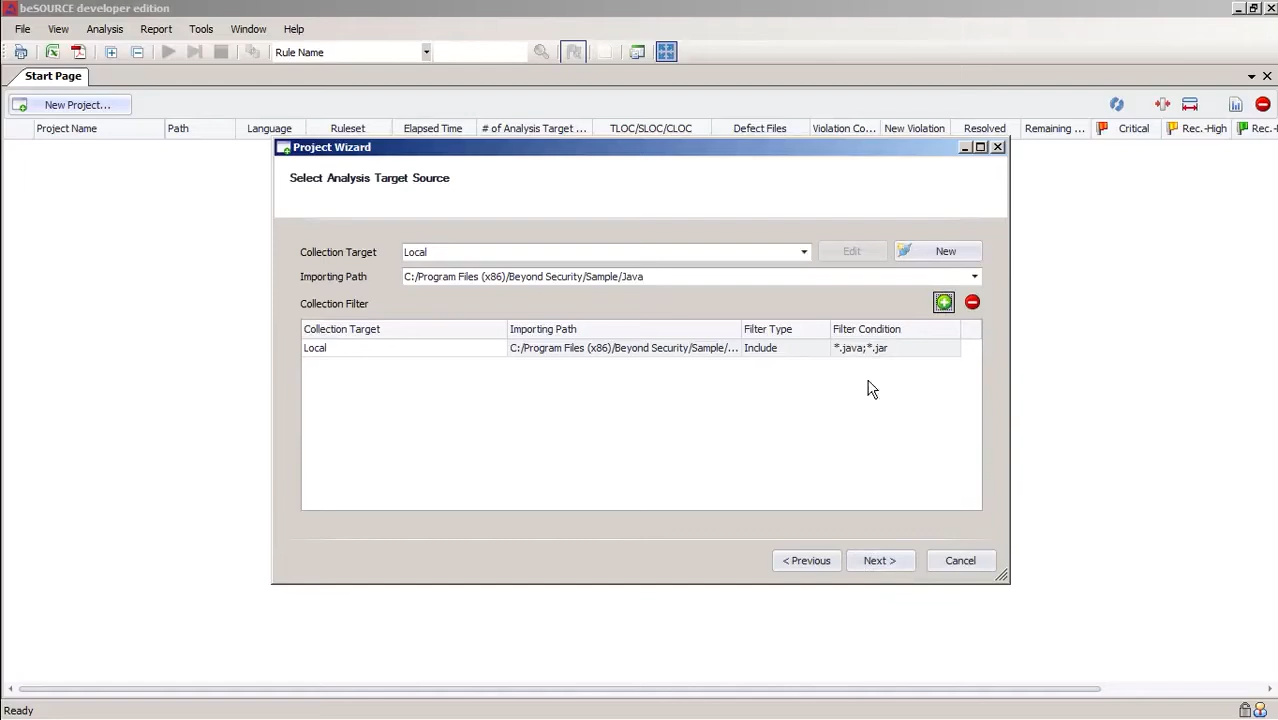 beSOURCE developer edition
File View Analysis Report Tools Window Help
Rule Name
Start Page
New Project...
Project Name Path Language Ruleset Elapsed Time # of Analysis Target ... TLOC/SLOC/CLOC Defect Files Violation Co... New Violation Resolved Remaining ... Critical Rec.-High Rec.-
Project Wizard
Select Analysis Target Source
Collection Target Local Edit New
Importing Path C:/Program Files (x86)/Beyond Security/Sample/Java
Collection Filter
Collection Target Importing Path Filter Type Filter Condition
Local C:/Program Files (x86)/Beyond Security/Sample/... Include *.java;*.jar
< Previous Next > Cancel
Ready